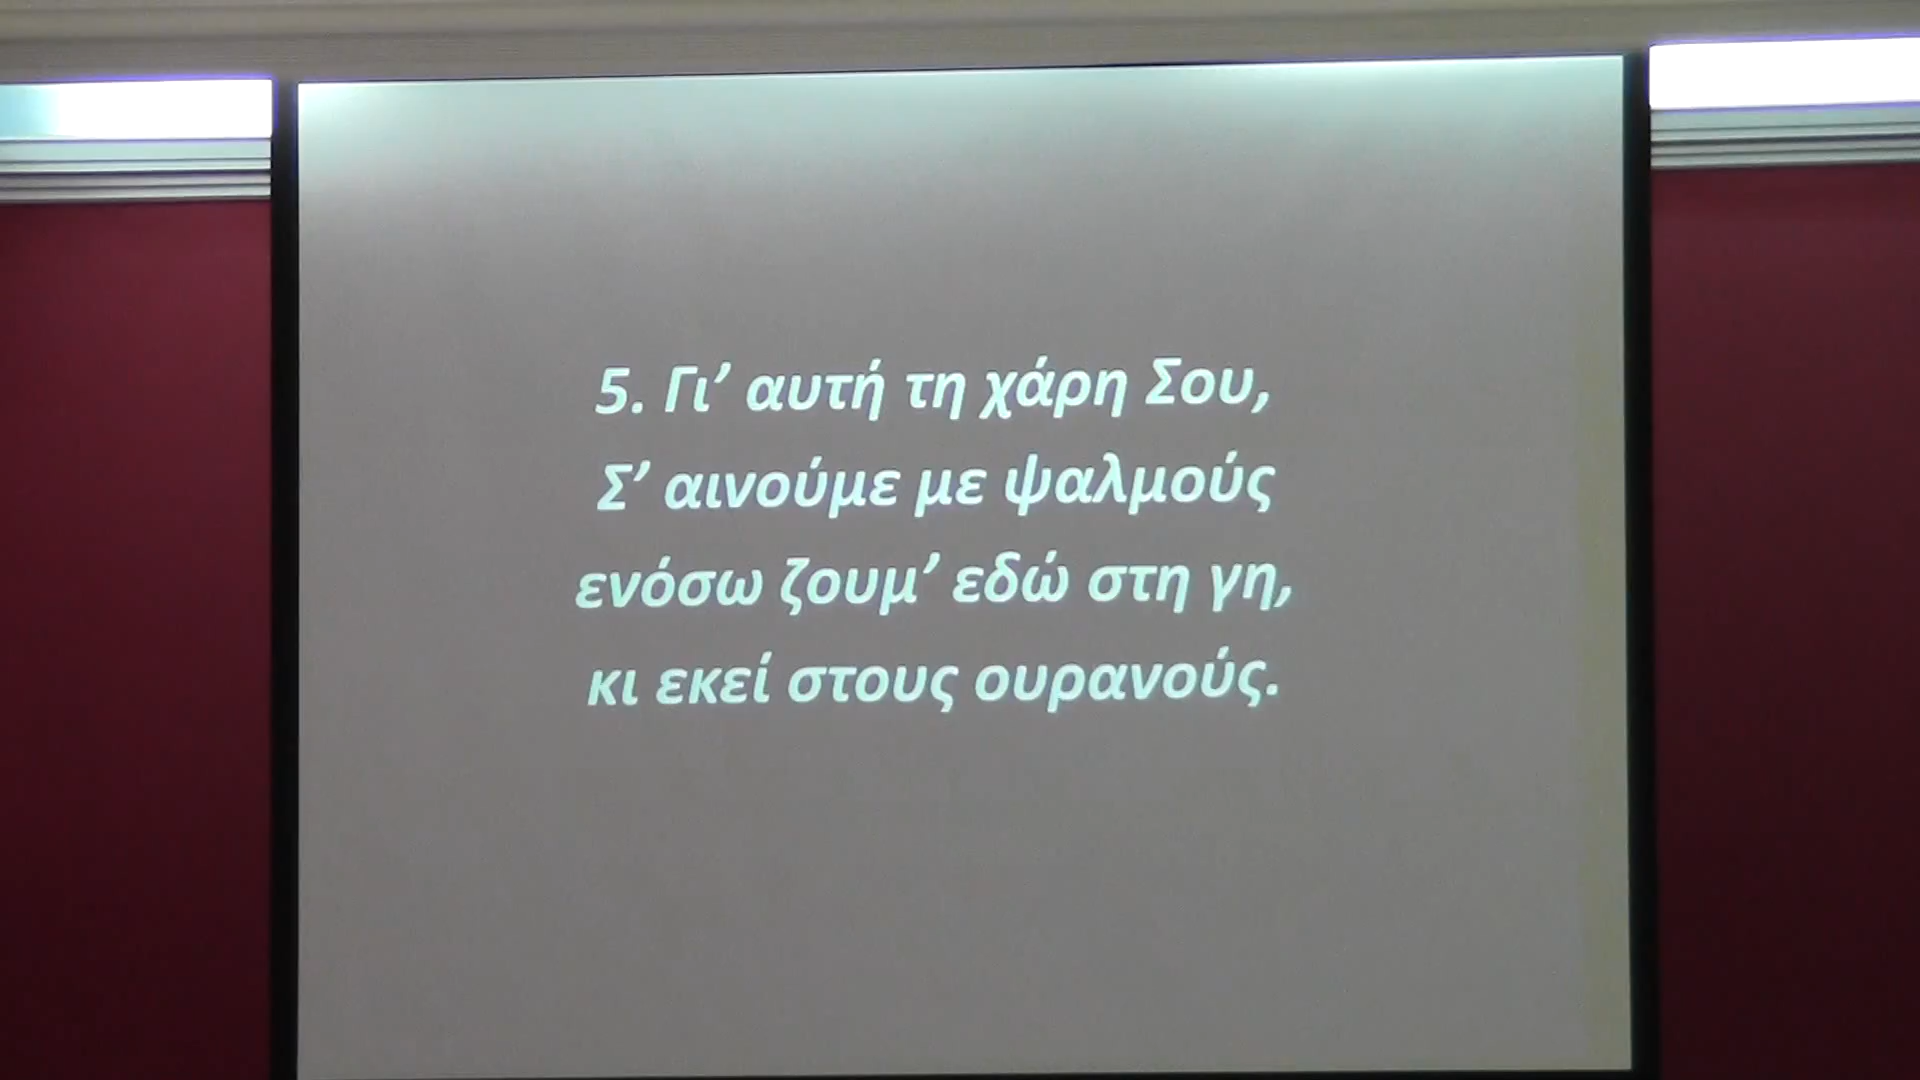 5. Γι’ αυτή τη χάρη Σου,
Σ’ αινούμε με ψαλμούς
ενόσω ζουμ’ εδώ στη γη,
κι εκεί στους ουρανούς.